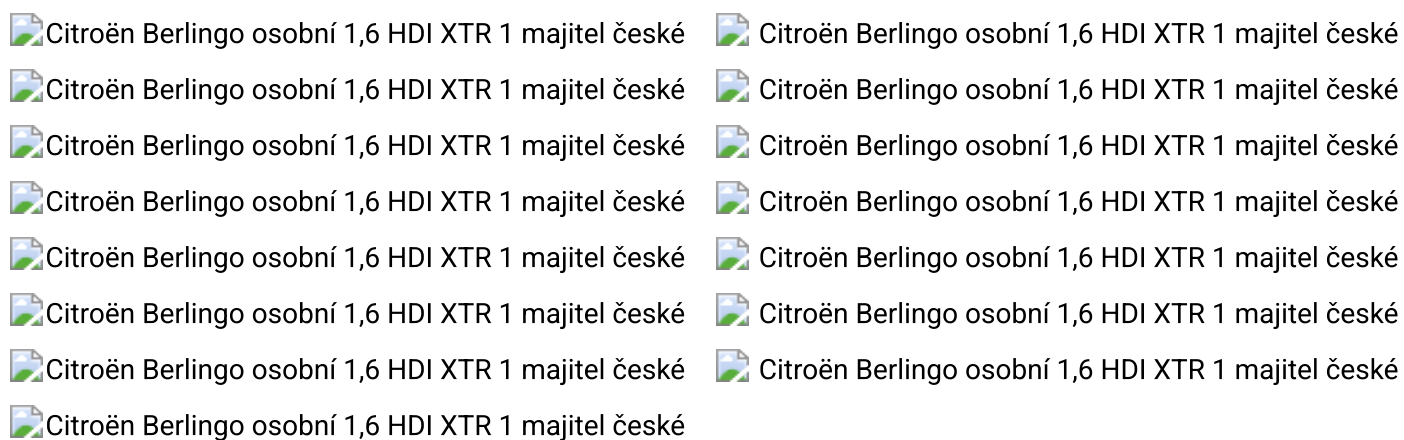 Citroën Berlingo osobní 1,6 HDI XTR 1 majitel české Citroën Berlingo osobní 1,6 HDI XTR 1 majitel české
Citroën Berlingo osobní 1,6 HDI XTR 1 majitel české Citroën Berlingo osobní 1,6 HDI XTR 1 majitel české
Citroën Berlingo osobní 1,6 HDI XTR 1 majitel české Citroën Berlingo osobní 1,6 HDI XTR 1 majitel české
Citroën Berlingo osobní 1,6 HDI XTR 1 majitel české Citroën Berlingo osobní 1,6 HDI XTR 1 majitel české
Citroën Berlingo osobní 1,6 HDI XTR 1 majitel české Citroën Berlingo osobní 1,6 HDI XTR 1 majitel české
Citroën Berlingo osobní 1,6 HDI XTR 1 majitel české Citroën Berlingo osobní 1,6 HDI XTR 1 majitel české
Citroën Berlingo osobní 1,6 HDI XTR 1 majitel české Citroën Berlingo osobní 1,6 HDI XTR 1 majitel české
Citroën Berlingo osobní 1,6 HDI XTR 1 majitel české